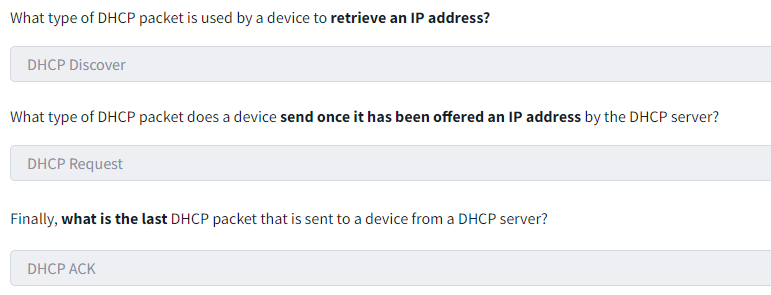 What type of DHCP packet is used by a device to retrieve an IP address?
DHCP Discover
What type of DHCP packet does a device send once it has been offered an IP address by the DHCP server?
DHCP Request
Finally, what is the last DHCP packet that is sent to a device from a DHCP server?
DHCP ACK